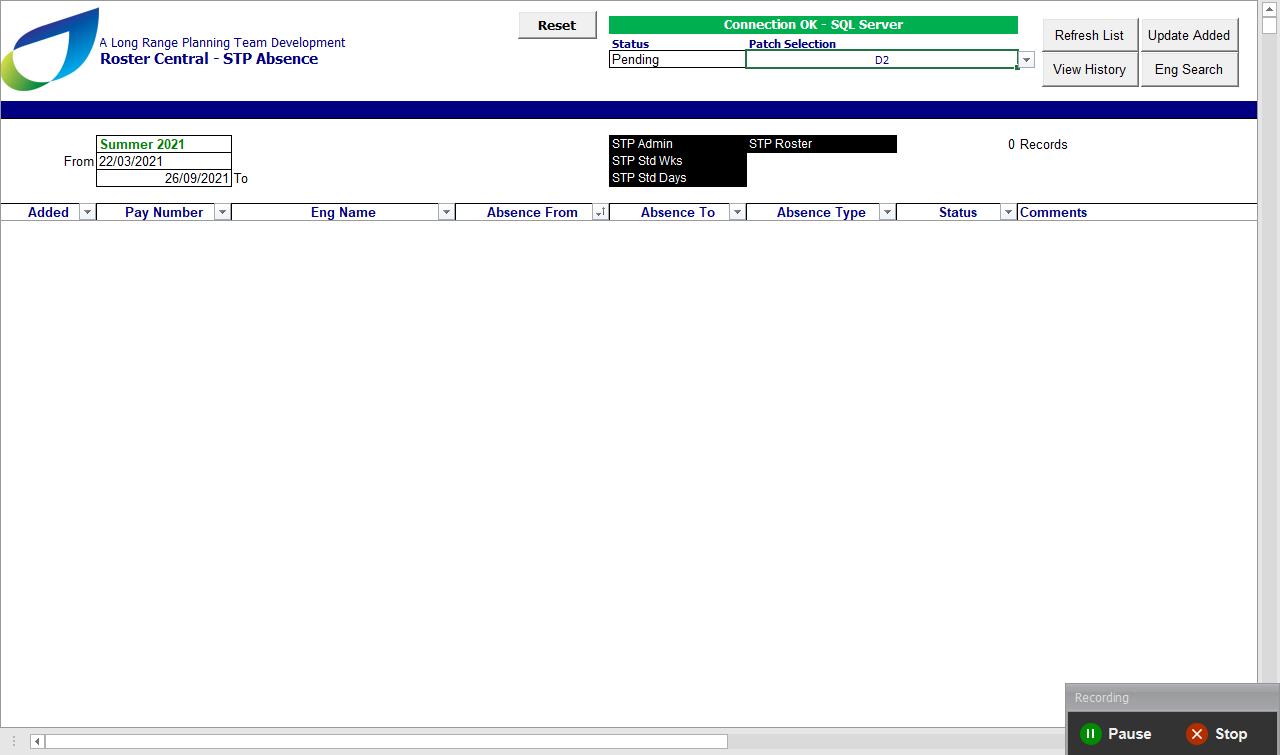 A Long Range Planning Team Development
Roster Central - STP Absence
Reset
Connection OK - SQL Server
Status
Patch Selection
Pending
D2
Refresh List
Update Added
View History
Eng Search
Summer 2021
From
22/03/2021
26/09/2021
To
STP Admin
STP Roster
STP Std Wks
STP Std Days
0 Records
Added
Pay Number
Eng Name
Absence From
Absence To
Absence Type
Status
Comments
Recording
Pause
Stop